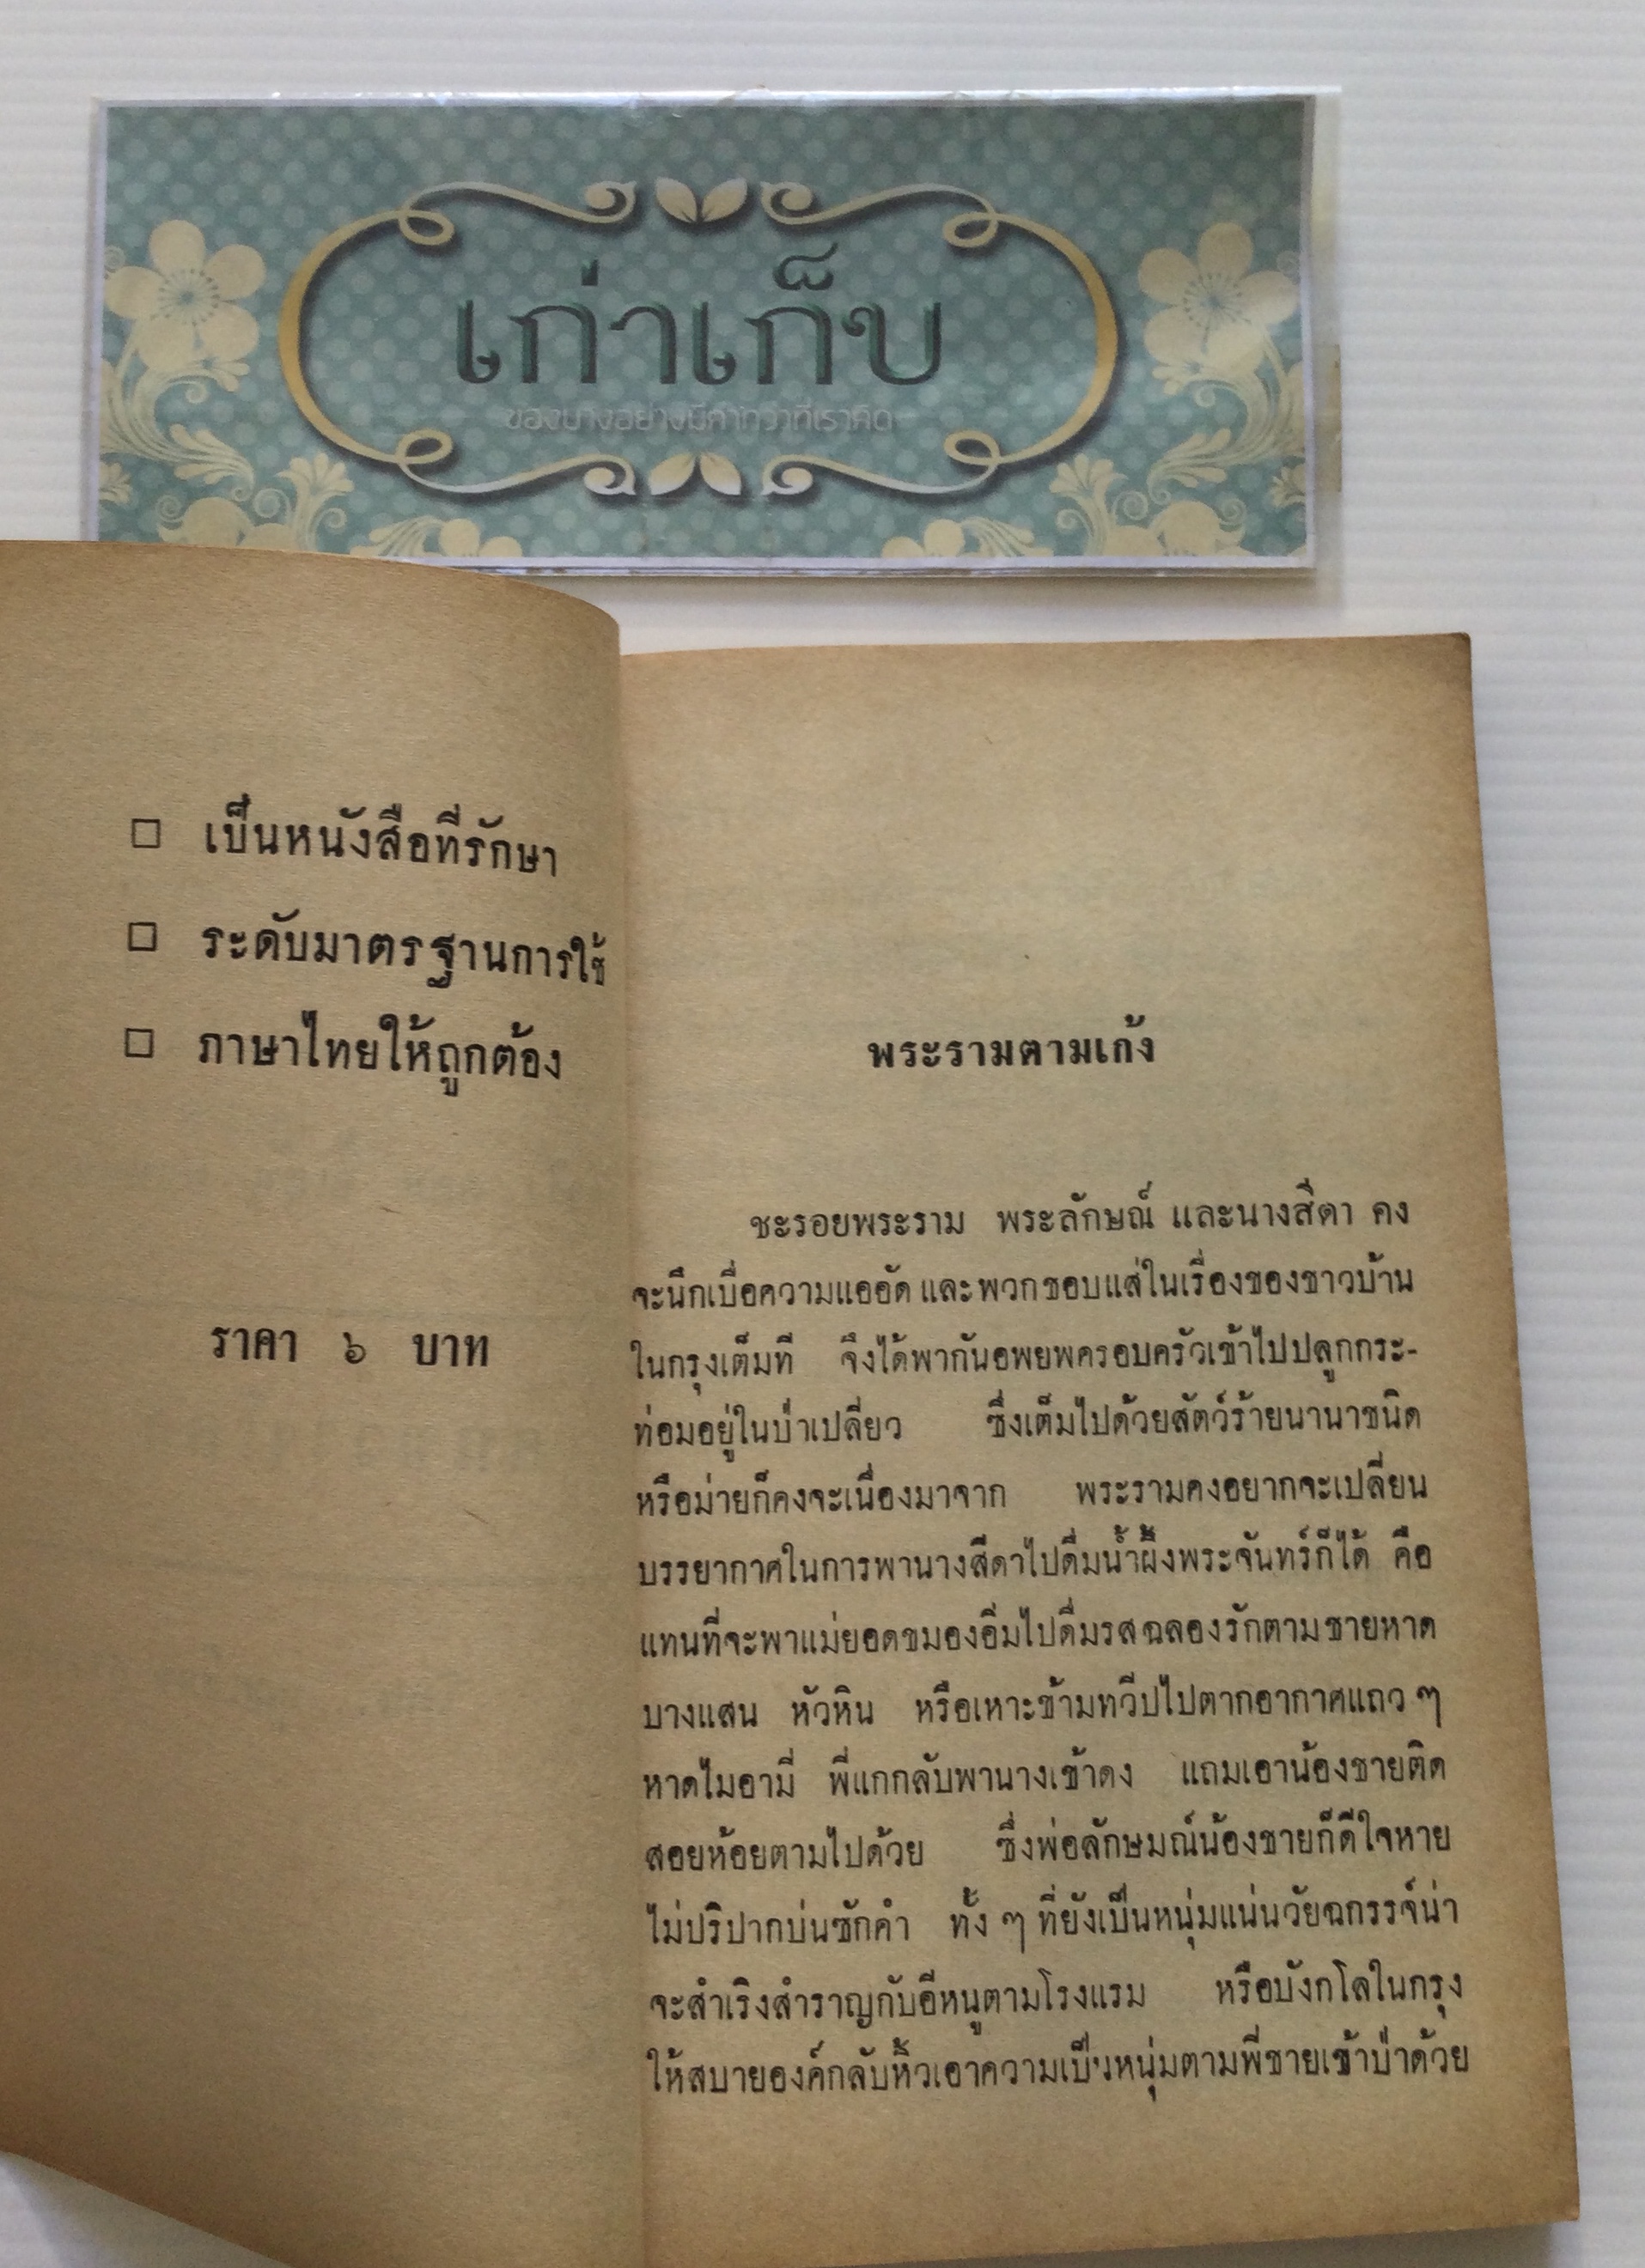 เก่าเก็บ
ของบางอย่างมีค่ากว่าที่เราคิด
□ เป็นหนังสือที่รักษา
□ ระดับมาตรฐานการใช้
□ ภาษาไทยให้ถูกต้อง
ราคา ๖ บาท
พระรามตามเก้ง
ชะรอยพระราม พระลักษณ์ และนางสีดา คง
จะนึกเบื่อความแออัด และพวกชอบแส่ในเรื่องของชาวบ้าน
ในกรุงเต็มที จึงได้พากันอพยพครอบครัวเข้าไปปลูกกระ-
ท่อมอยู่ในป่าเปลี่ยว ซึ่งเต็มไปด้วยสัตว์ร้ายนานาชนิด
หรือม่ายก็คงจะเนื่องมาจาก พระรามคงอยากจะเปลี่ยน
บรรยากาศในการพานางสีดาไปดื่มน้ำผึ้งพระจันทร์ก็ได้ คือ
แทนที่จะพาแม่ยอดขมองอิ่มไปดื่มรสฉลองรักตามชายหาด
บางแสน หัวหิน หรือเหาะข้ามทวีปไปตากอากาศแถว ๆ
หาดไมอามี่ พี่แกกลับพานางเข้าดง แถมเอาน้องชายติด
สอยห้อยตามไปด้วย ซึ่งพ่อลักษมณ์น้องชายก็ดีใจหาย
ไม่ปริปากบ่นซักคำ ทั้ง ๆ ที่ยังเป็นหนุ่มแน่นวัยฉกรรจ์น่า
จะสำเริงสำราญกับอีหนูตามโรงแรม หรือบังกโลในกรุง
ให้สบายองค์กลับหิ้วเอาความเป็นหนุ่มตามพี่ชายเข้าป่าด้วย